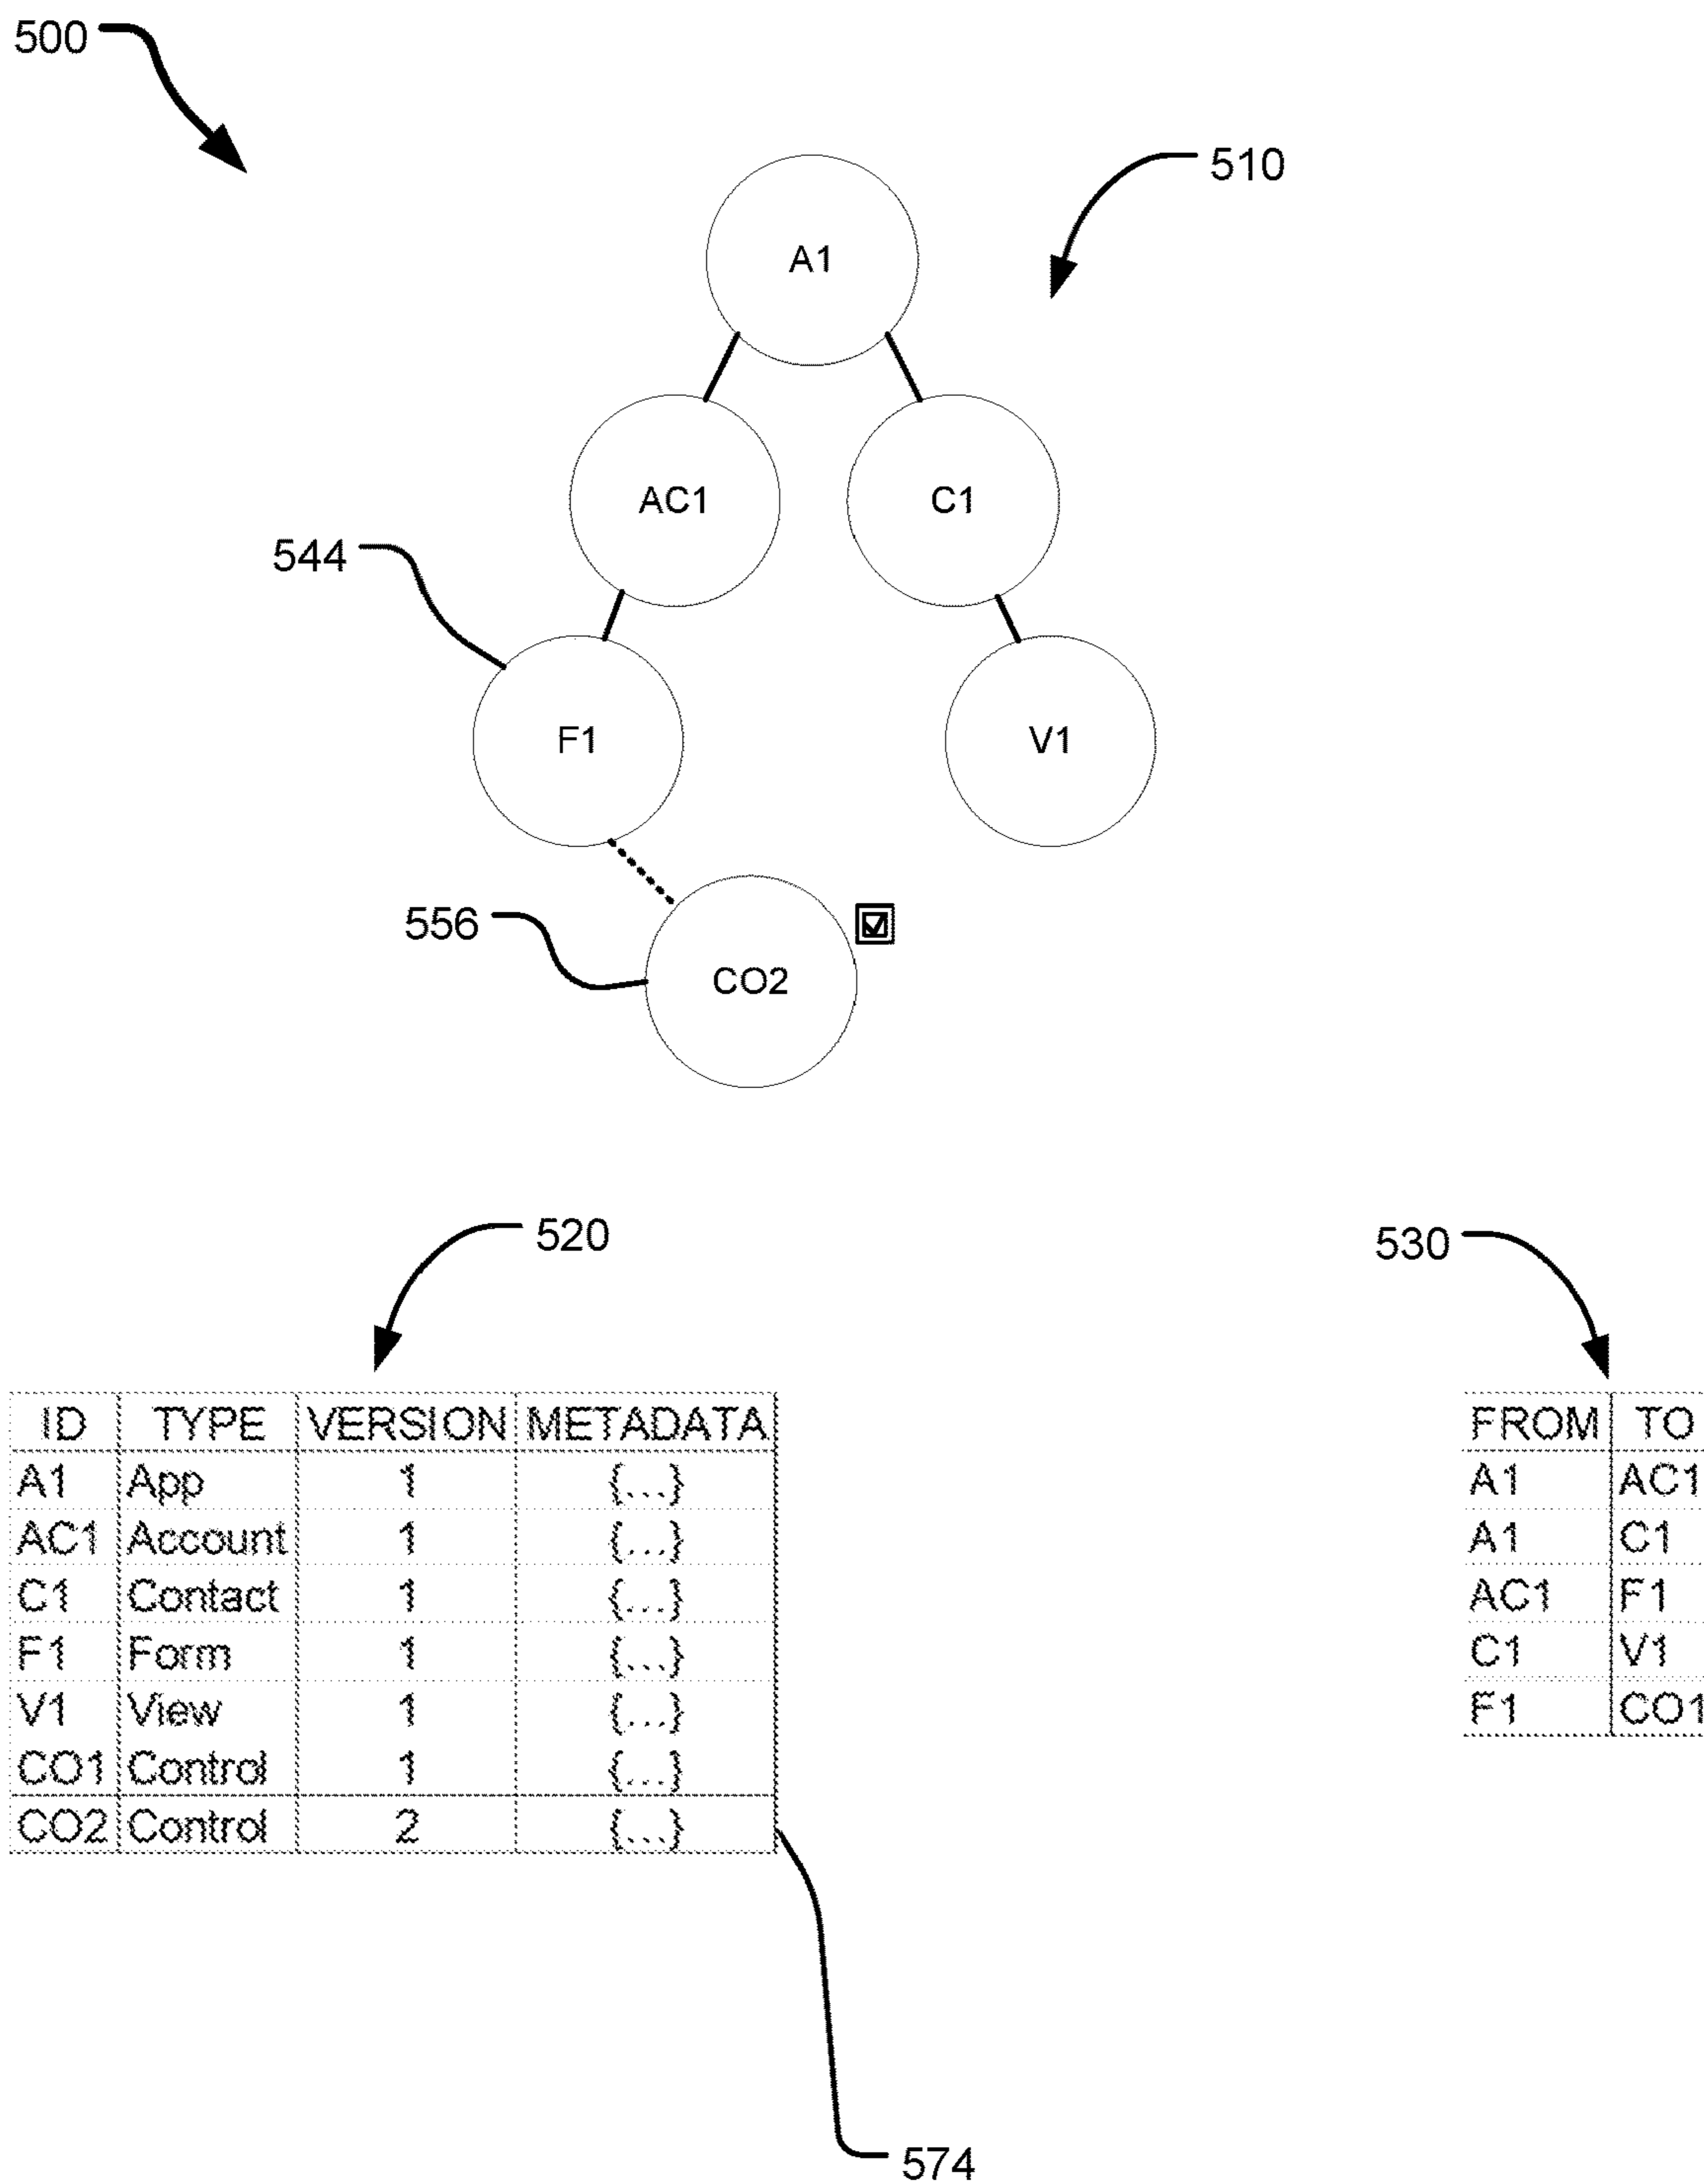 500
510
A1
AC1 C1
544
F1 V1
556
CO2
520
530
ID TYPE VERSION METADATA
A1 App 1 {...}
AC1 Account 1 {...}
C1 Contact 1 {...}
F1 Form 1 {...}
V1 View 1 {...}
CO1 Control 1 {...}
CO2 Control 2 {...}
FROM TO
A1 AC1
A1 C1
AC1 F1
C1 V1
F1 CO1
574